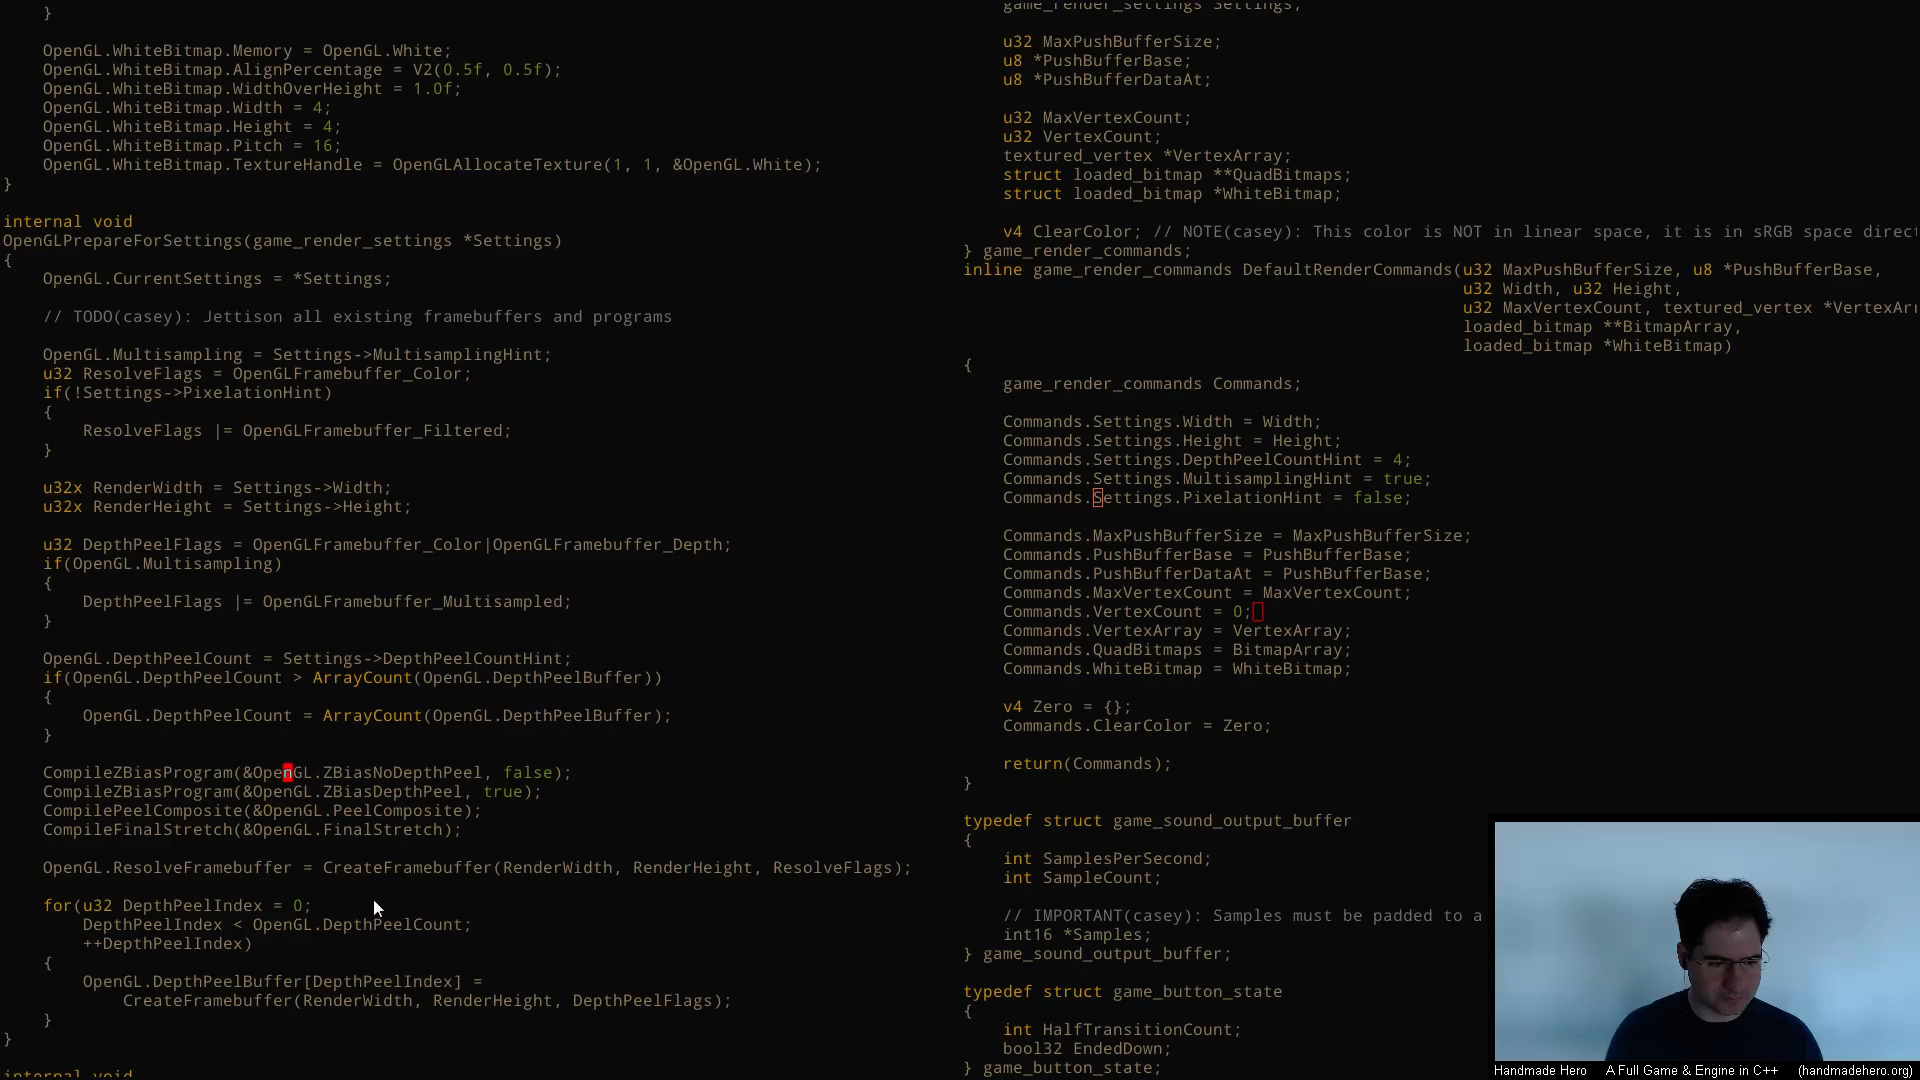 }
OpenGL.WhiteBitmap.Memory = OpenGL.White;
OpenGL.WhiteBitmap.AlignPercentage = V2(0.5f, 0.5f);
OpenGL.WhiteBitmap.WidthOverHeight = 1.0f;
OpenGL.WhiteBitmap.Width = 4;
OpenGL.WhiteBitmap.Height = 4;
OpenGL.WhiteBitmap.Pitch = 16;
OpenGL.WhiteBitmap.TextureHandle = OpenGLAllocateTexture(1, 1, &OpenGL.White);
}
internal void
OpenGLPrepareForSettings(game_render_settings *Settings)
{
OpenGL.CurrentSettings = *Settings;
// TODO(casey): Jettison all existing framebuffers and programs
OpenGL.Multisampling = Settings->MultisamplingHint;
u32 ResolveFlags = OpenGLFramebuffer_Color;
if(!Settings->PixelationHint)
{
ResolveFlags |= OpenGLFramebuffer_Filtered;
}
u32x RenderWidth = Settings->Width;
u32x RenderHeight = Settings->Height;
u32 DepthPeelFlags = OpenGLFramebuffer_Color|OpenGLFramebuffer_Depth;
if(OpenGL.Multisampling)
{
DepthPeelFlags |= OpenGLFramebuffer_Multisampled;
}
OpenGL.DepthPeelCount = Settings->DepthPeelCountHint;
if(OpenGL.DepthPeelCount > ArrayCount(OpenGL.DepthPeelBuffer))
{
OpenGL.DepthPeelCount = ArrayCount(OpenGL.DepthPeelBuffer);
}
CompileZBiasProgram(&OpenGL.ZBiasNoDepthPeel, false);
CompileZBiasProgram(&OpenGL.ZBiasDepthPeel, true);
CompilePeelComposite(&OpenGL.PeelComposite);
CompileFinalStretch(&OpenGL.FinalStretch);
OpenGL.ResolveFramebuffer = CreateFramebuffer(RenderWidth, RenderHeight, ResolveFlags);
for(u32 DepthPeelIndex = 0;
DepthPeelIndex < OpenGL.DepthPeelCount;
++DepthPeelIndex)
{
OpenGL.DepthPeelBuffer[DepthPeelIndex] =
CreateFramebuffer(RenderWidth, RenderHeight, DepthPeelFlags);
}
}
internal void
game_render_settings Settings;
u32 MaxPushBufferSize;
u8 *PushBufferBase;
u8 *PushBufferDataAt;
u32 MaxVertexCount;
u32 VertexCount;
textured_vertex *VertexArray;
struct loaded_bitmap **QuadBitmaps;
struct loaded_bitmap *WhiteBitmap;
v4 ClearColor; // NOTE(casey): This color is NOT in linear space, it is in sRGB space direct
} game_render_commands;
inline game_render_commands DefaultRenderCommands(u32 MaxPushBufferSize, u8 *PushBufferBase,
u32 Width, u32 Height,
u32 MaxVertexCount, textured_vertex *VertexArr
loaded_bitmap **BitmapArray,
loaded_bitmap *WhiteBitmap)
{
game_render_commands Commands;
Commands.Settings.Width = Width;
Commands.Settings.Height = Height;
Commands.Settings.DepthPeelCountHint = 4;
Commands.Settings.MultisamplingHint = true;
Commands.Settings.PixelationHint = false;
Commands.MaxPushBufferSize = MaxPushBufferSize;
Commands.PushBufferBase = PushBufferBase;
Commands.PushBufferDataAt = PushBufferBase;
Commands.MaxVertexCount = MaxVertexCount;
Commands.VertexCount = 0;
Commands.VertexArray = VertexArray;
Commands.QuadBitmaps = BitmapArray;
Commands.WhiteBitmap = WhiteBitmap;
v4 Zero = {};
Commands.ClearColor = Zero;
return(Commands);
}
typedef struct game_sound_output_buffer
{
int SamplesPerSecond;
int SampleCount;
// IMPORTANT(casey): Samples must be padded to a
int16 *Samples;
} game_sound_output_buffer;
typedef struct game_button_state
{
int HalfTransitionCount;
bool32 EndedDown;
} game_button_state;
Handmade Hero A Full Game & Engine in C++ (handmadehero.org)